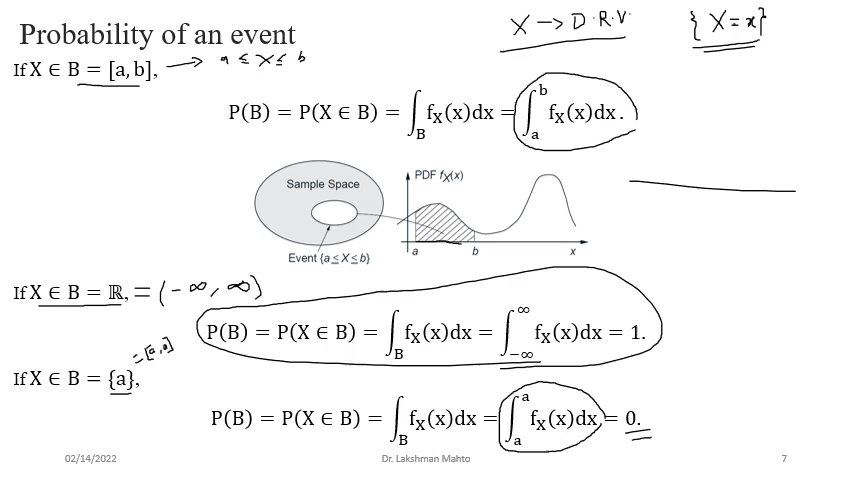 Probability of an event
X → D.R.V. {X = x}
If X ∈ B = [a, b], → a ≤ X ≤ b
P(B) = P(X ∈ B) = ∫_B f_X(x)dx = ∫_a^b f_X(x)dx.
Sample Space
PDF f_X(x)
a b x
Event {a ≤ X ≤ b}
If X ∈ B = ℝ, = (-∞, ∞)
P(B) = P(X ∈ B) = ∫_B f_X(x)dx = ∫_{-∞}^{∞} f_X(x)dx = 1.
= [a, a]
If X ∈ B = {a},
P(B) = P(X ∈ B) = ∫_B f_X(x)dx = ∫_a^a f_X(x)dx, = 0.
02/14/2022 Dr. Lakshman Mahto 7